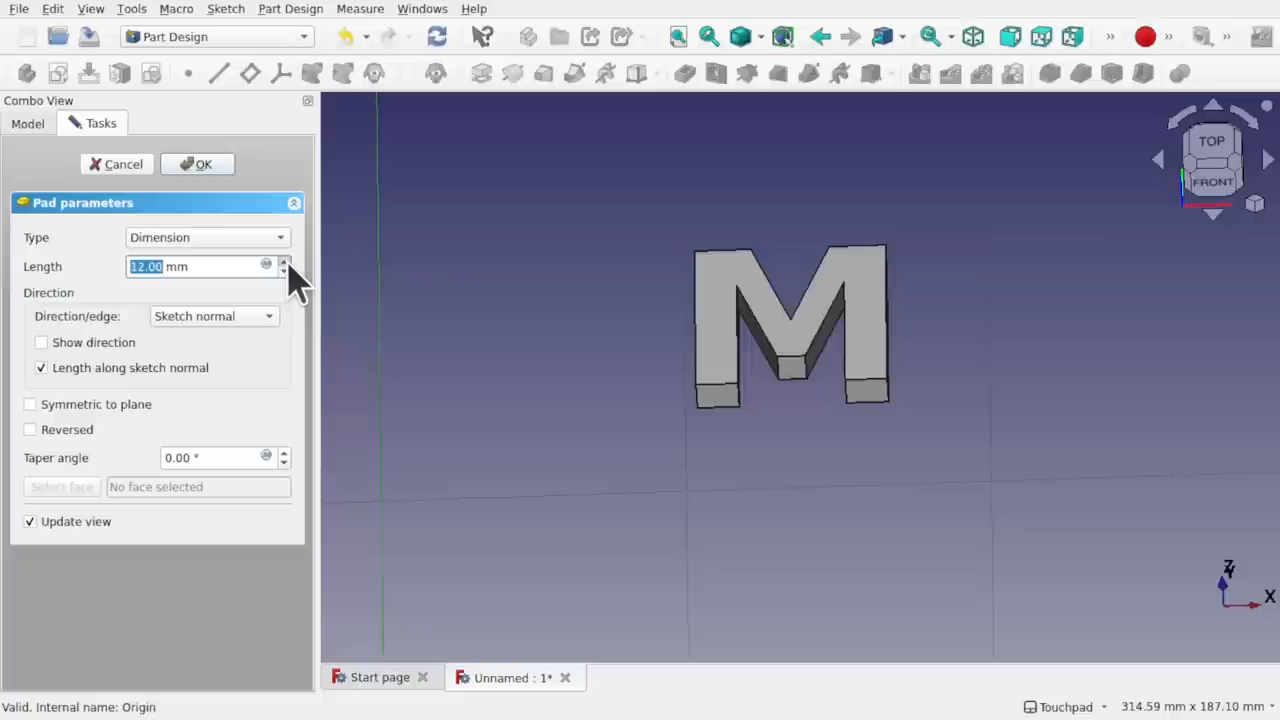 File Edit View Tools Macro Sketch Part Design Measure Windows Help
Part Design
Combo View
Model Tasks
Cancel OK
Pad parameters
Type Dimension
Length 12.00 mm
Direction
Direction/edge: Sketch normal
Show direction
Length along sketch normal
Symmetric to plane
Reversed
Taper angle 0.00 °
Select face No face selected
Update view
TOP
FRONT
M
Z
Y
X
Start page Unnamed : 1*
Valid. Internal name: Origin Touchpad 314.59 mm x 187.10 mm